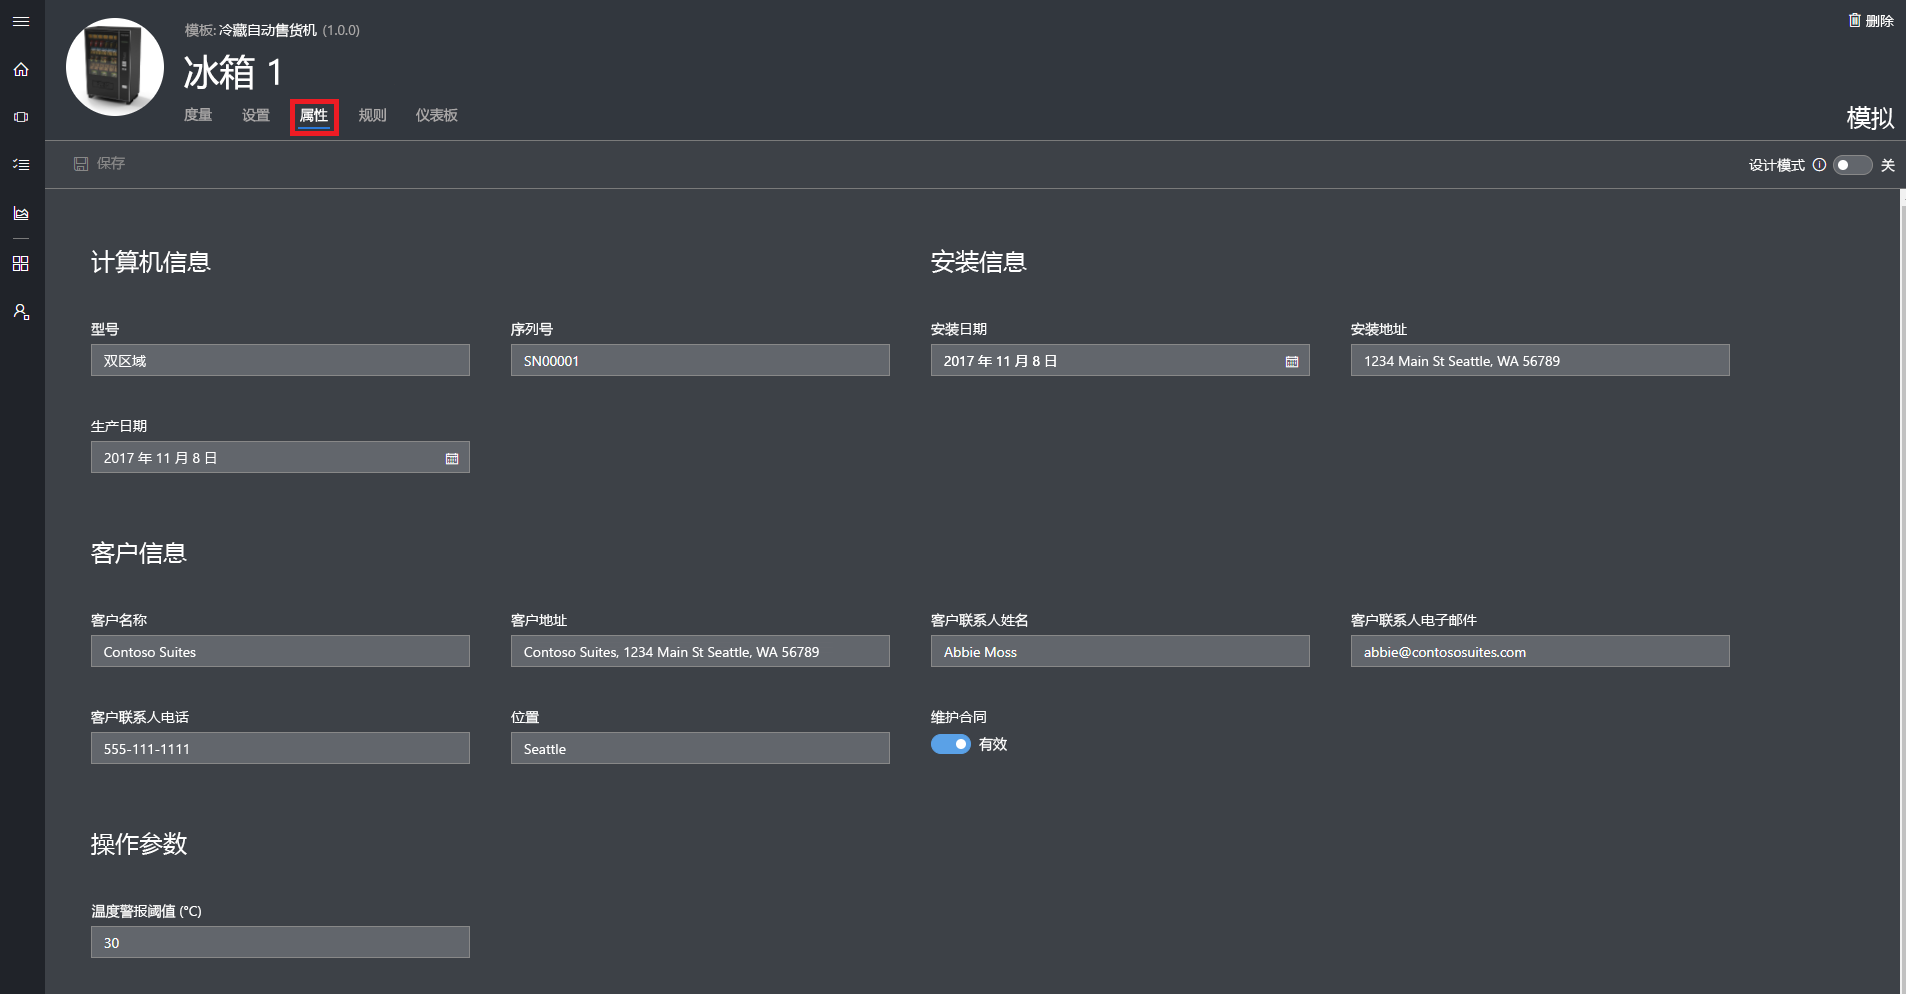 模板: 冷藏自动售货机 (1.0.0)
删除
冰箱 1
度量 设置 属性 规则 仪表板
模拟
保存
设计模式 关
计算机信息
安装信息
型号 序列号 安装日期 安装地址
双区域 SN00001 2017 年 11 月 8 日 1234 Main St Seattle, WA 56789
生产日期
2017 年 11 月 8 日
客户信息
客户名称 客户地址 客户联系人姓名 客户联系人电子邮件
Contoso Suites Contoso Suites, 1234 Main St Seattle, WA 56789 Abbie Moss abbie@contososuites.com
客户联系人电话 位置 维护合同
555-111-1111 Seattle 有效
操作参数
温度警报阈值 (°C)
30